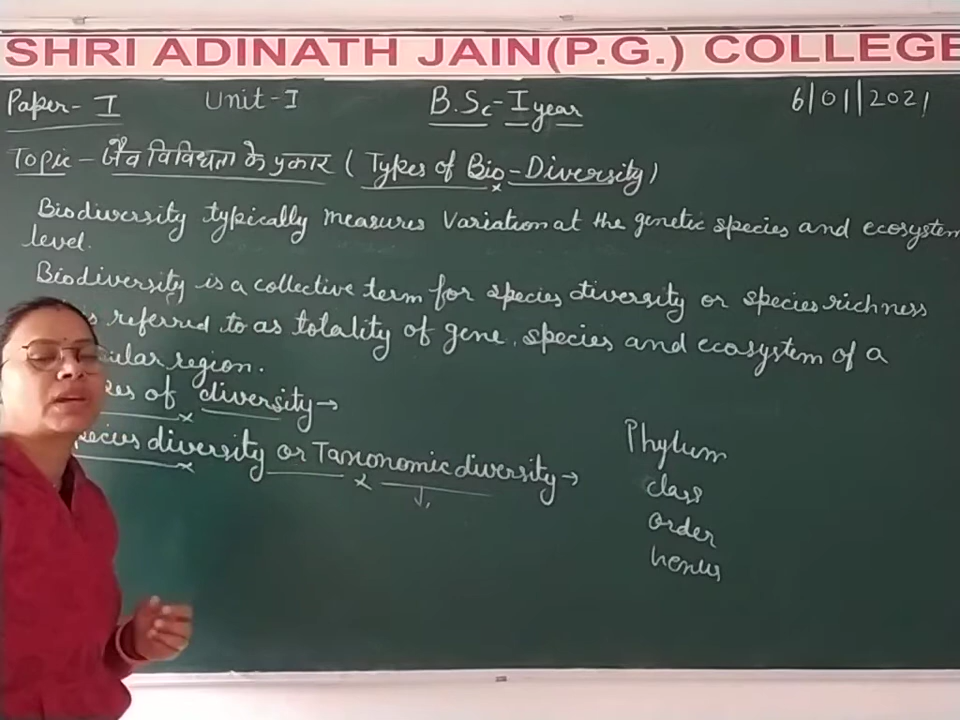 SHRI ADINATH JAIN(P.G.) COLLEGE
Paper - I Unit - I B.Sc - I year 6/01/2021
Topic - जैव विविधता के प्रकार ( Types of Bio-Diversity)
Biodiversity typically measures variation at the genetic species and ecosystem
level.
Biodiversity is a collective term for species diversity or species richness
referred to as totality of gene, species and ecosystem of a
region.
of diversity →
species diversity or Taxonomic diversity →
Phylum
class
order
henus